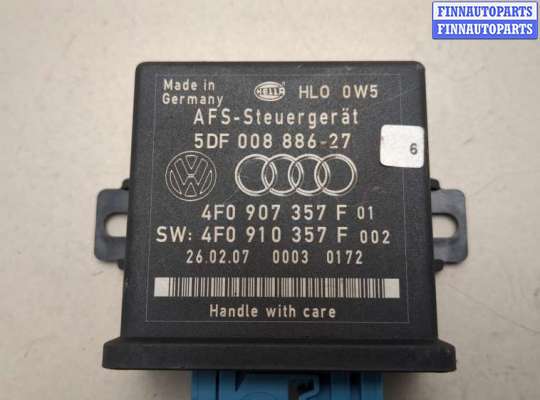 FINNAUTOPARTS
FINNAUTOPARTS
Made in
Germany
HELLA
HLO 0W5
AFS-Steuergerät
5DF 008 886-27
6
4F0 907 357 F 01
SW: 4F0 910 357 F 002
26.02.07 0003 0172
Handle with care